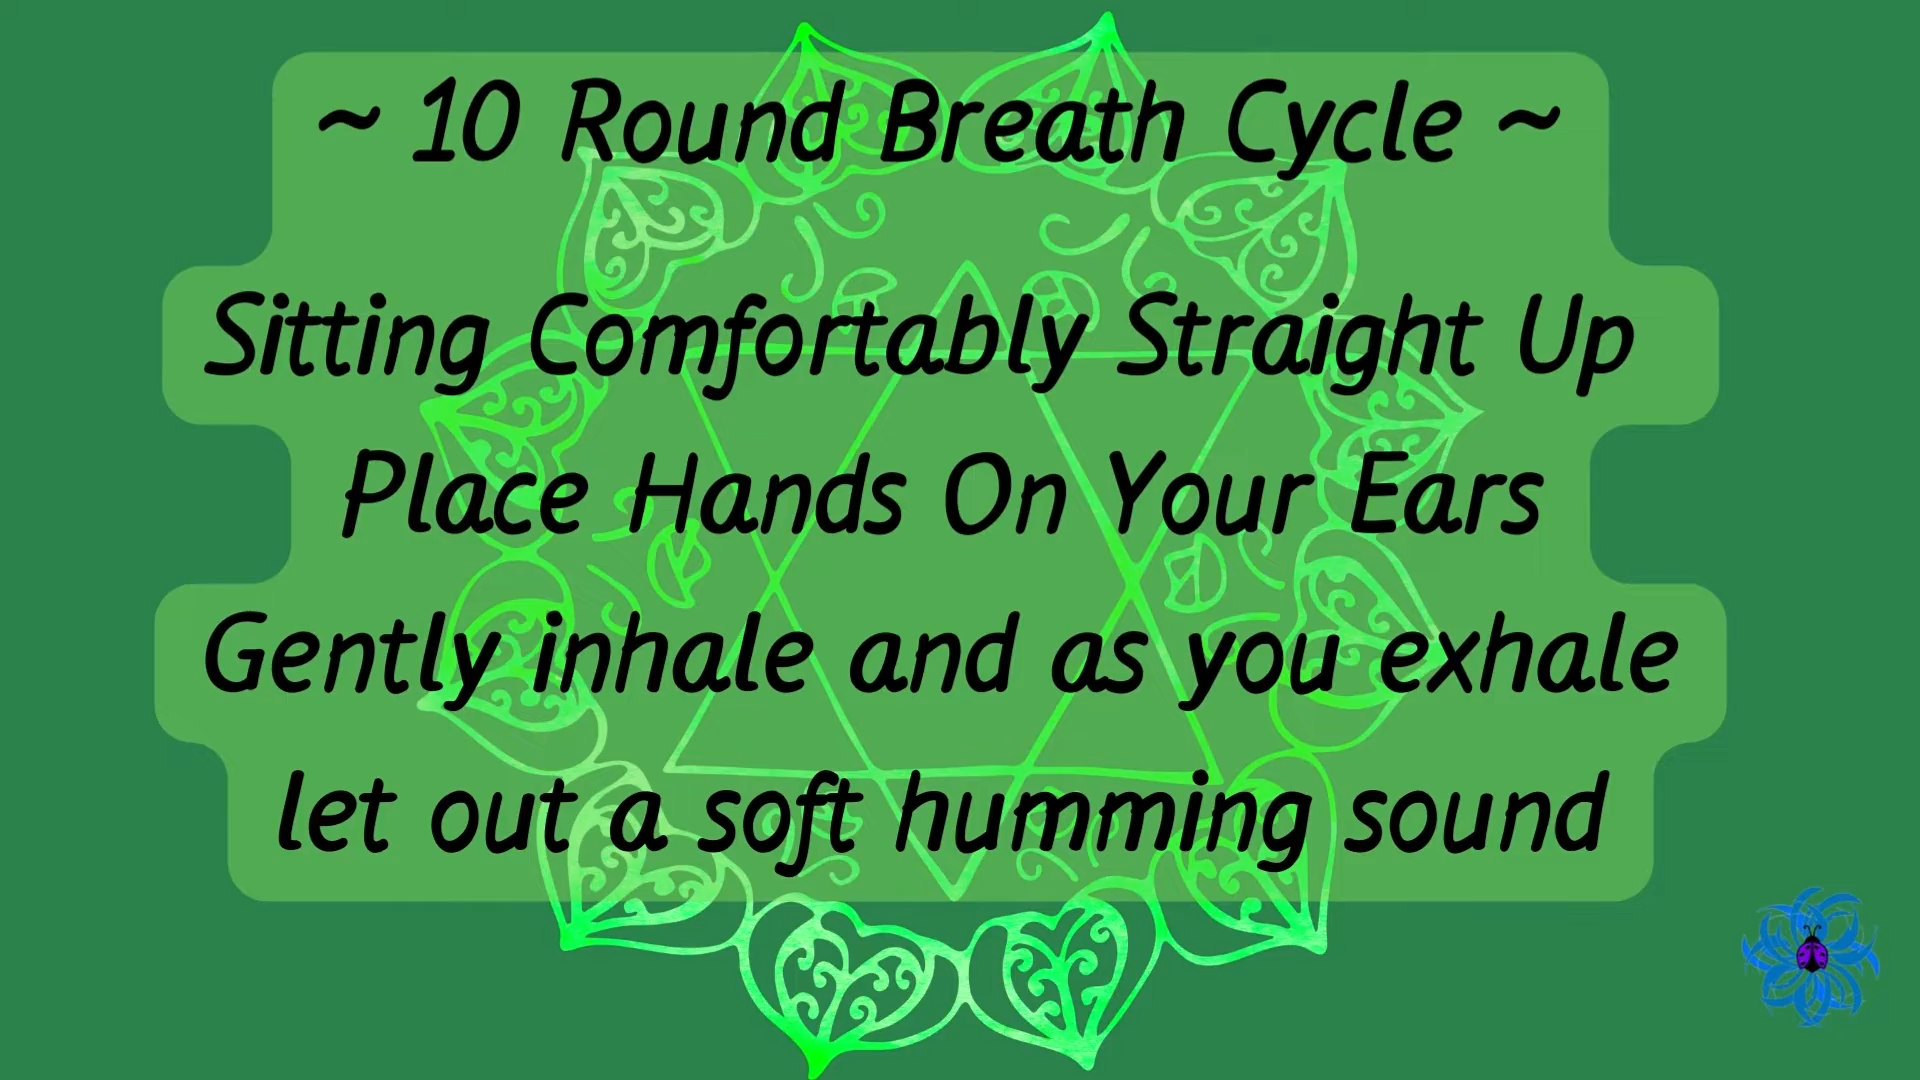 ~ 10 Round Breath Cycle ~
Sitting Comfortably Straight Up
Place Hands On Your Ears
Gently inhale and as you exhale
let out a soft humming sound